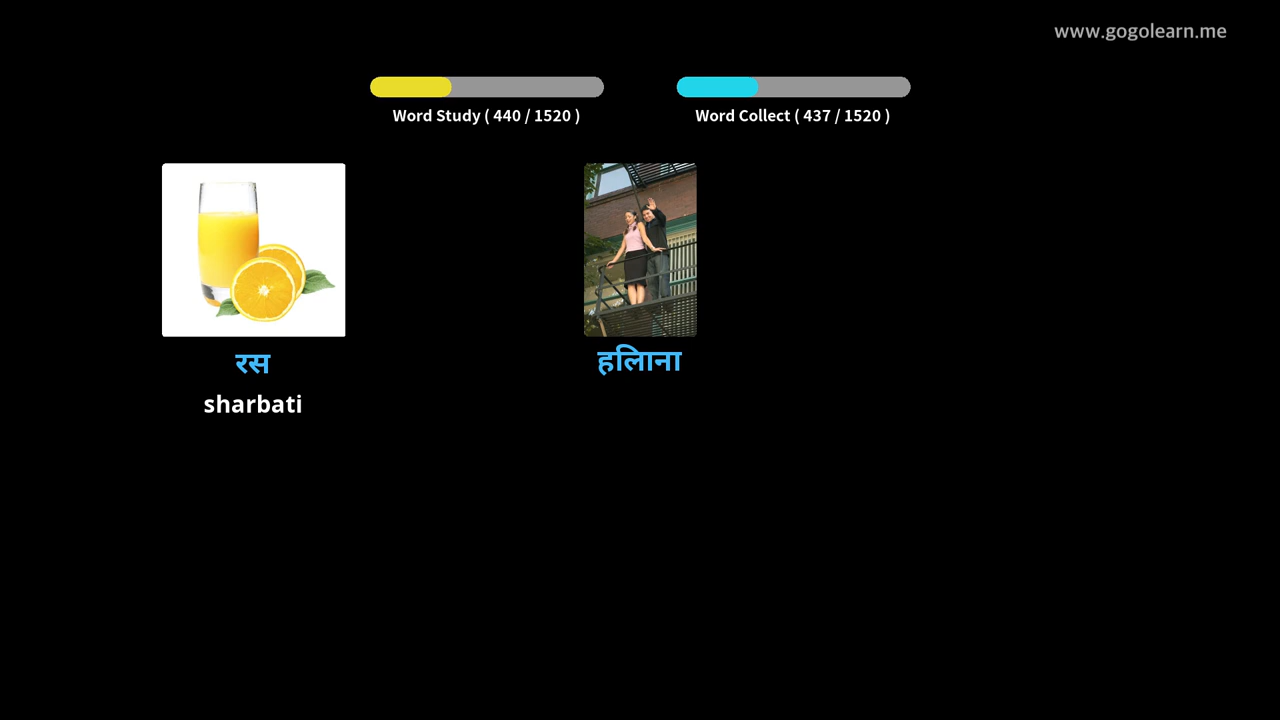 www.gogolearn.me
Word Study ( 440 / 1520 )
Word Collect ( 437 / 1520 )
रस
हलिाना
sharbati